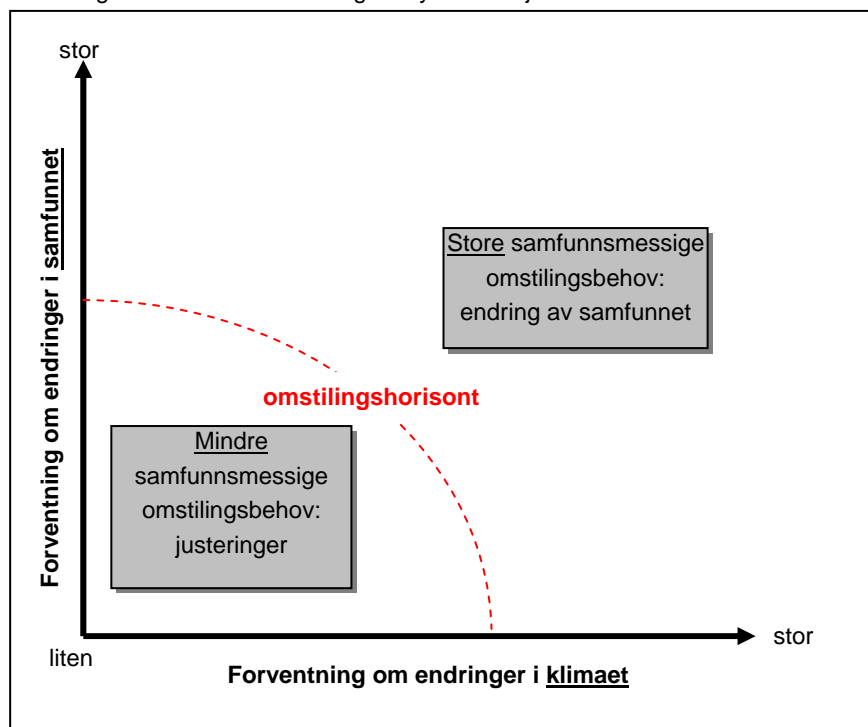 stor
Forventning om endringer i samfunnet
Store samfunnsmessige
omstilingsbehov:
endring av samfunnet
omstilingshorisont
Mindre
samfunnsmessige
omstilingsbehov:
justeringer
stor
liten
Forventning om endringer i klimaet